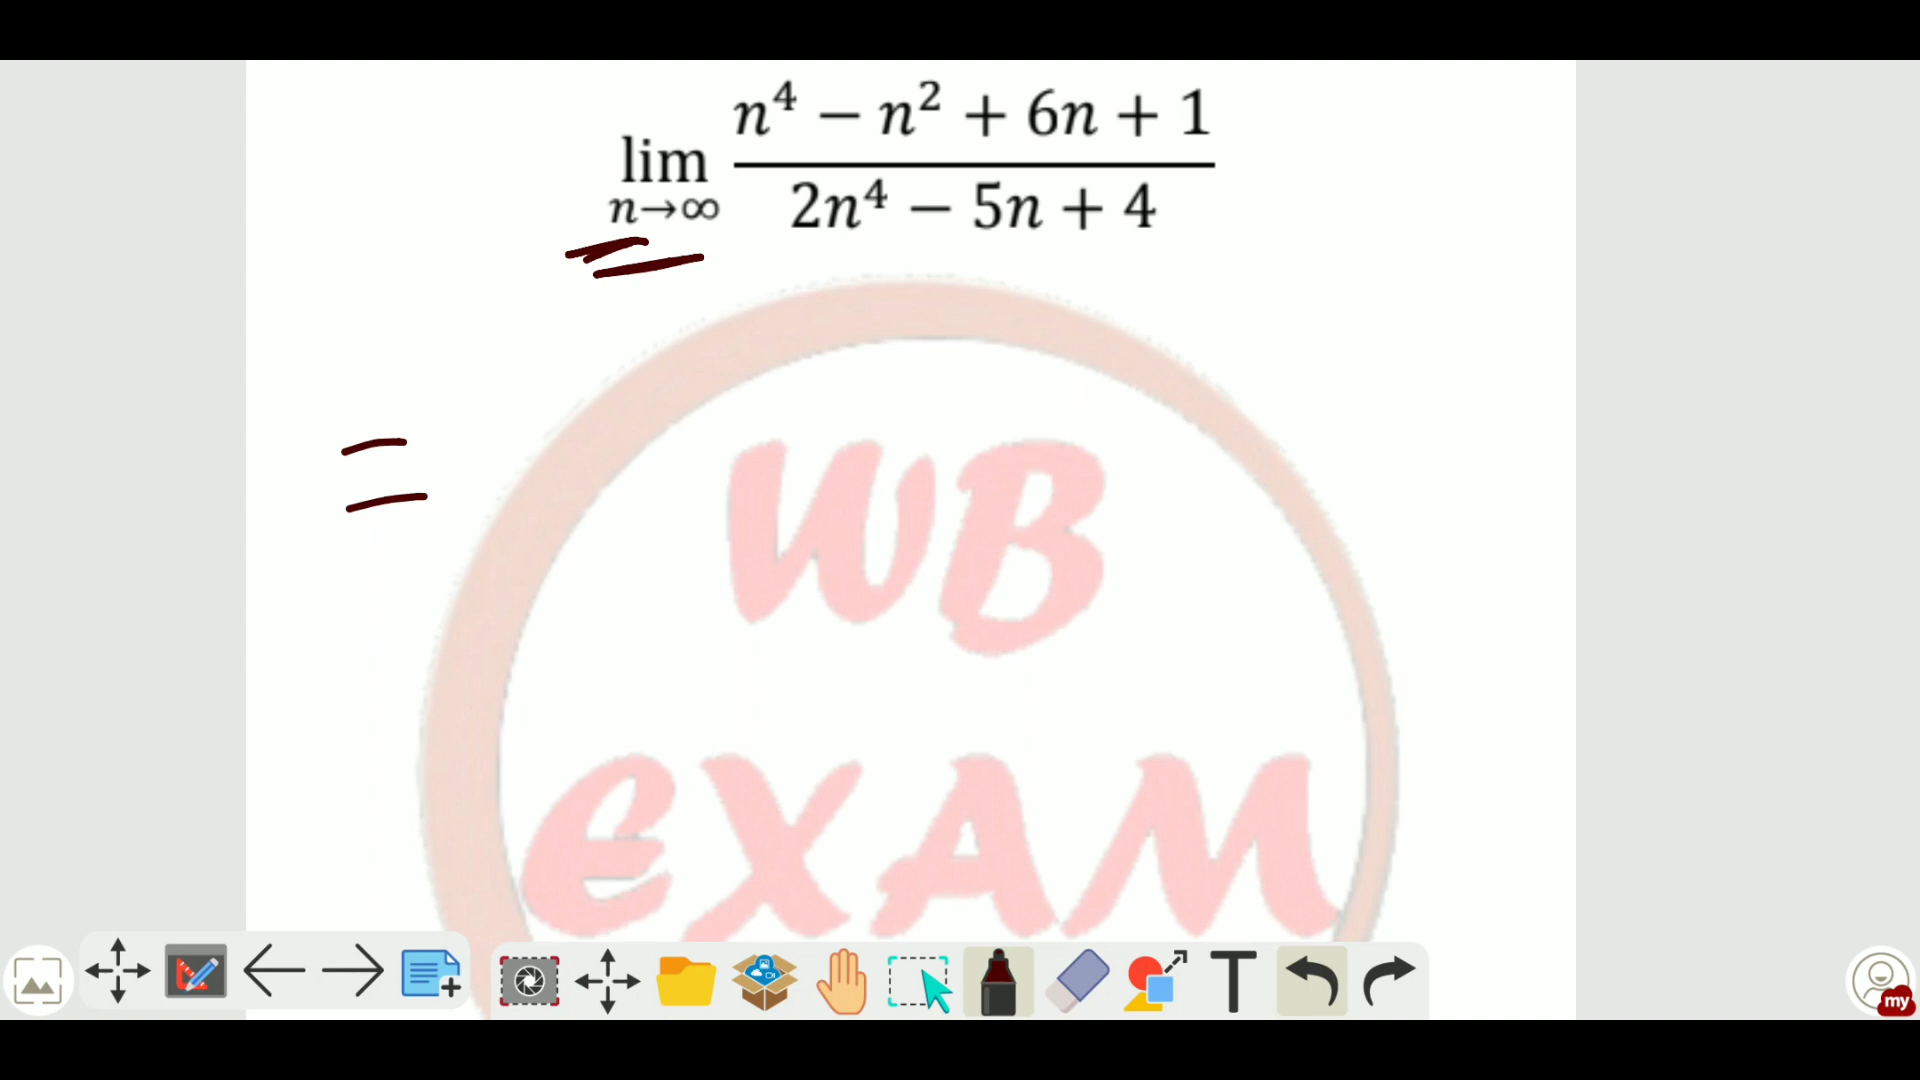 lim n→∞ (n⁴ − n² + 6n + 1) / (2n⁴ − 5n + 4)
=
WB
EXAM
T
my